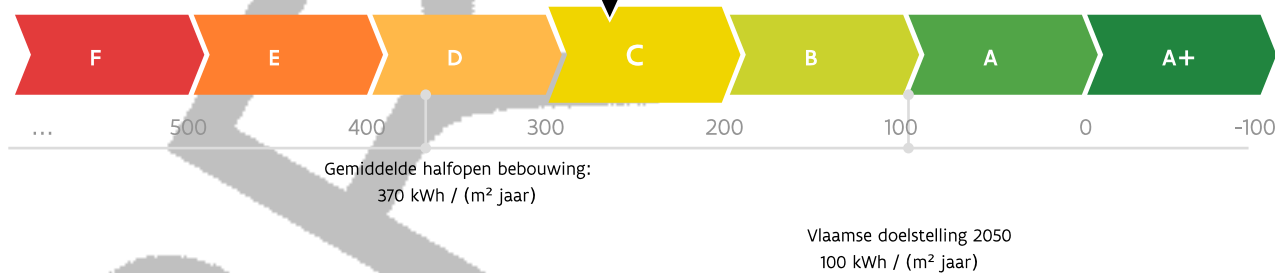 F E D C B A A+
... 500 400 300 200 100 0 -100
Gemiddelde halfopen bebouwing:
370 kWh / (m² jaar)
Vlaamse doelstelling 2050
100 kWh / (m² jaar)